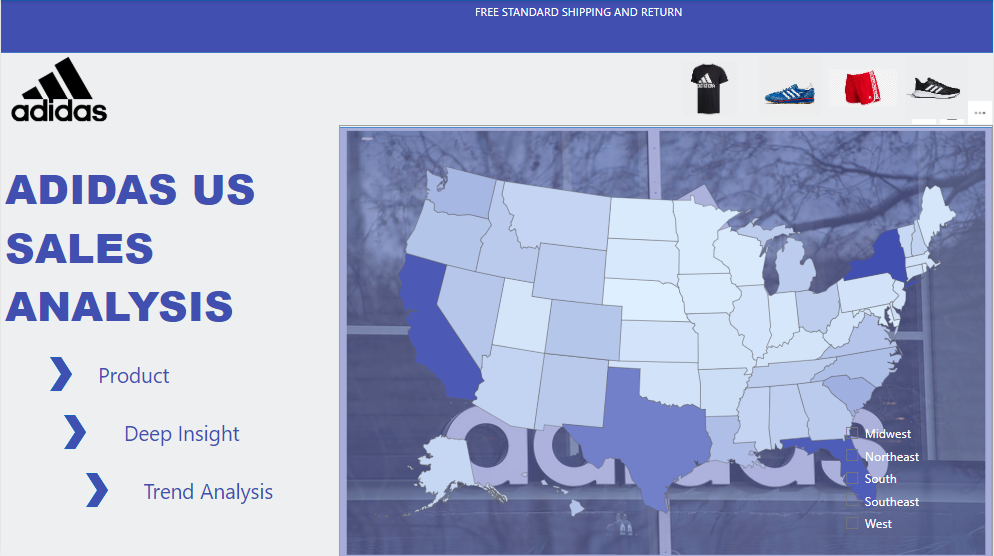 FREE STANDARD SHIPPING AND RETURN
adidas
ADIDAS US
SALES
ANALYSIS
Product
Deep Insight
Trend Analysis
adidas
Midwest
Northeast
South
Southeast
West